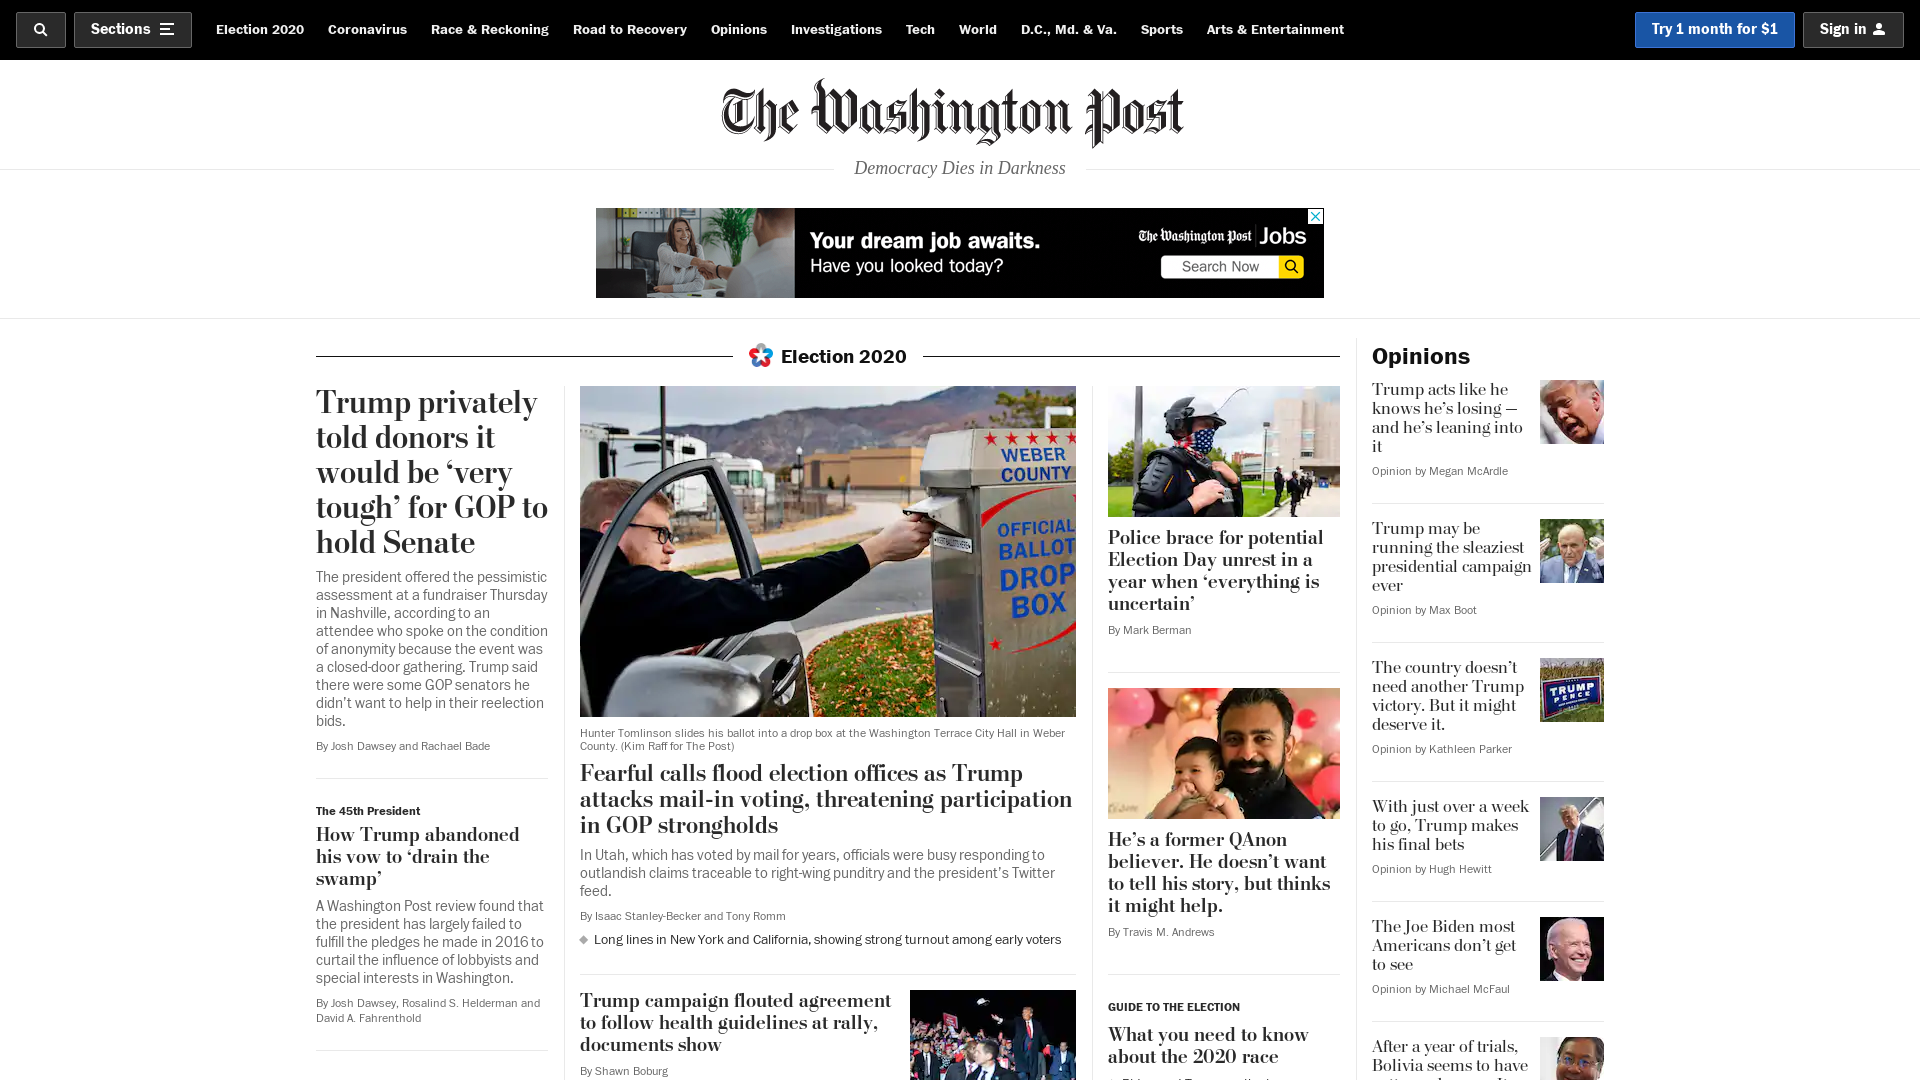 Sections
Election 2020
Coronavirus
Race & Reckoning
Road to Recovery
Opinions
Investigations
Tech
World
D.C., Md. & Va.
Sports
Arts & Entertainment
Try 1 month for $1
Sign in
The Washington Post
Democracy Dies in Darkness
Your dream job awaits.
Have you looked today?
The Washington Post Jobs
Search Now
Election 2020
Trump privately
told donors it
would be ‘very
tough’ for GOP to
hold Senate
The president offered the pessimistic
assessment at a fundraiser Thursday
in Nashville, according to an
attendee who spoke on the condition
of anonymity because the event was
a closed-door gathering. Trump said
there were some GOP senators he
didn’t want to help in their reelection
bids.
By Josh Dawsey and Rachael Bade
The 45th President
How Trump abandoned
his vow to ‘drain the
swamp’
A Washington Post review found that
the president has largely failed to
fulfill the pledges he made in 2016 to
curtail the influence of lobbyists and
special interests in Washington.
By Josh Dawsey, Rosalind S. Helderman and
David A. Fahrenthold
WEBER
COUNTY
OFFICIAL
BALLOT
DROP
BOX
Hunter Tomlinson slides his ballot into a drop box at the Washington Terrace City Hall in Weber
County. (Kim Raff for The Post)
Fearful calls flood election offices as Trump
attacks mail-in voting, threatening participation
in GOP strongholds
In Utah, which has voted by mail for years, officials were busy responding to
outlandish claims traceable to right-wing punditry and the president’s Twitter
feed.
By Isaac Stanley-Becker and Tony Romm
Long lines in New York and California, showing strong turnout among early voters
Trump campaign flouted agreement
to follow health guidelines at rally,
documents show
By Shawn Boburg
Police brace for potential
Election Day unrest in a
year when ‘everything is
uncertain’
By Mark Berman
He’s a former QAnon
believer. He doesn’t want
to tell his story, but thinks
it might help.
By Travis M. Andrews
GUIDE TO THE ELECTION
What you need to know
about the 2020 race
Opinions
Trump acts like he
knows he’s losing —
and he’s leaning into
it
Opinion by Megan McArdle
Trump may be
running the sleaziest
presidential campaign
ever
Opinion by Max Boot
The country doesn’t
need another Trump
victory. But it might
deserve it.
Opinion by Kathleen Parker
TRUMP
PENCE
With just over a week
to go, Trump makes
his final bets
Opinion by Hugh Hewitt
The Joe Biden most
Americans don’t get
to see
Opinion by Michael McFaul
After a year of trials,
Bolivia seems to have